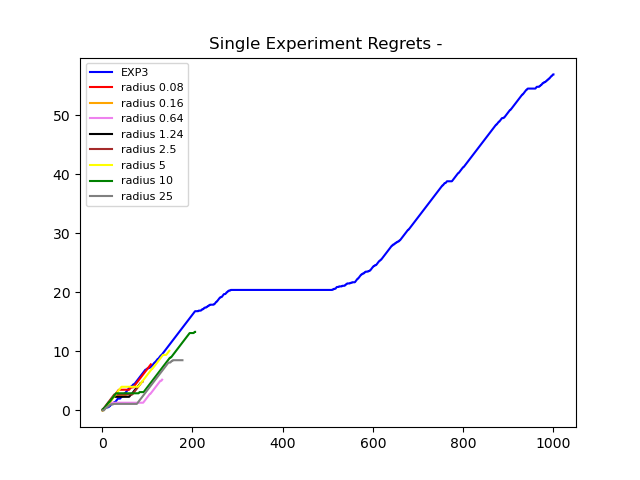 Single Experiment Regrets -
EXP3
radius 0.08
radius 0.16
radius 0.64
radius 1.24
radius 2.5
radius 5
radius 10
radius 25
50
40
30
20
10
0
0 200 400 600 800 1000